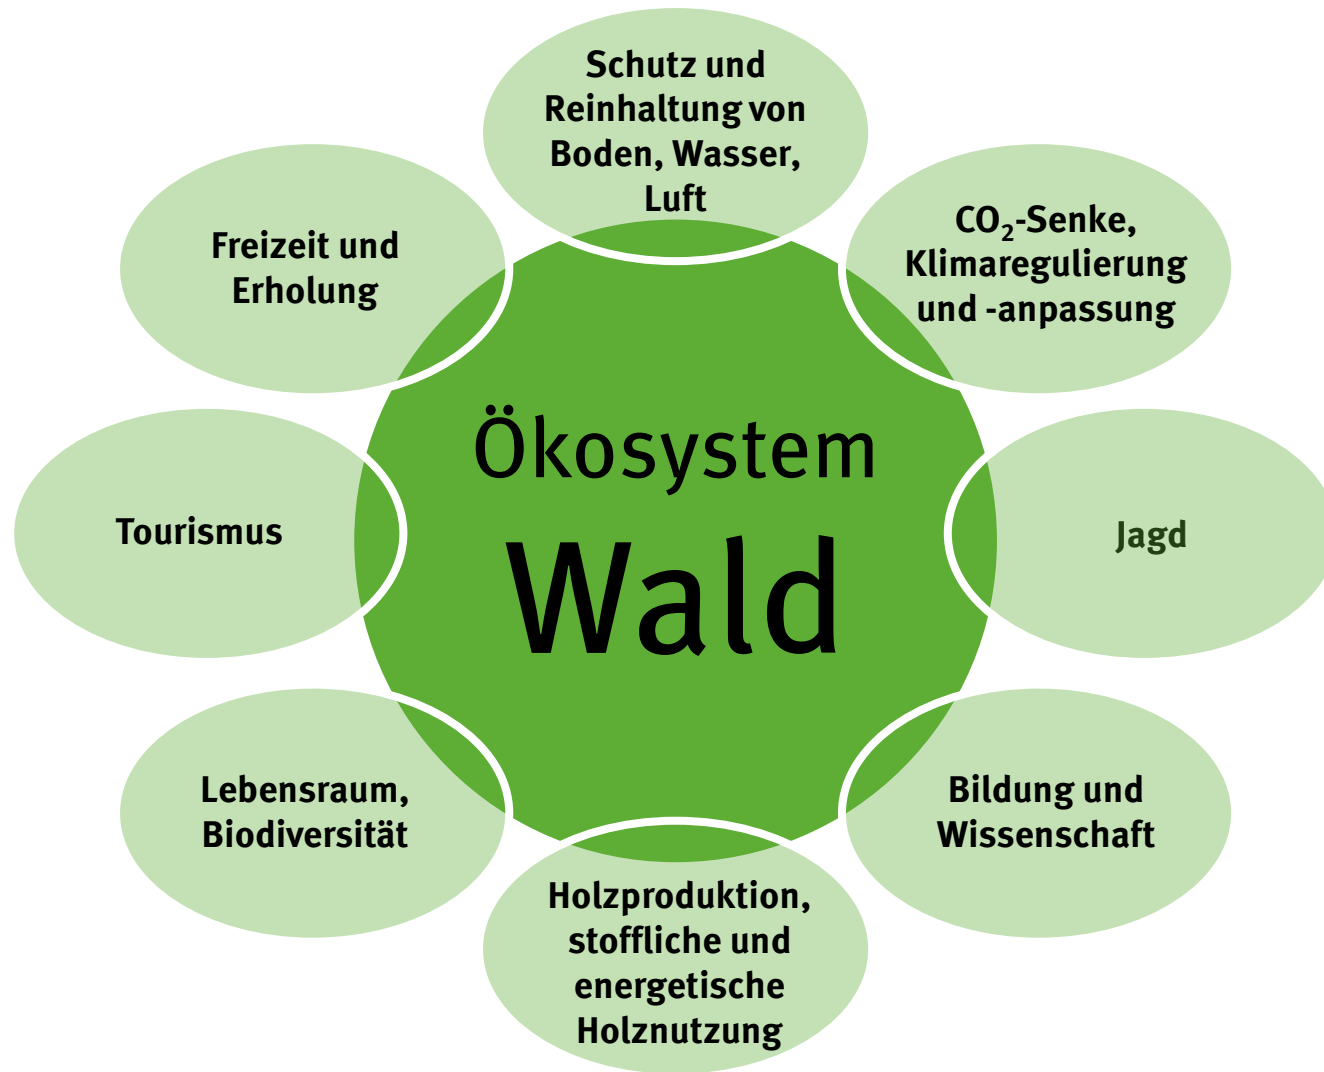 Schutz und
Reinhaltung von
Boden, Wasser,
Luft
CO₂-Senke,
Klimaregulierung
und -anpassung
Jagd
Bildung und
Wissenschaft
Holzproduktion,
stoffliche und
energetische
Holznutzung
Lebensraum,
Biodiversität
Tourismus
Freizeit und
Erholung
Ökosystem
Wald